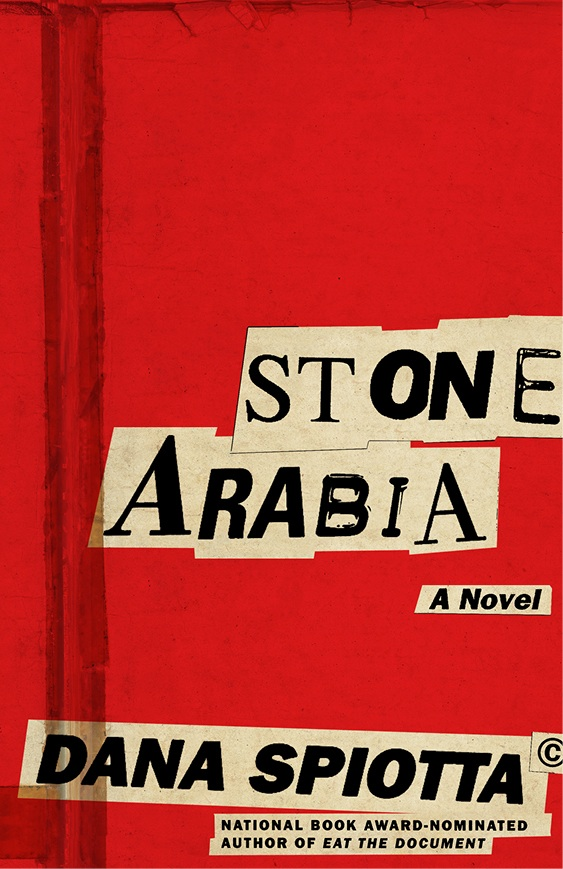 STONE
ARABIA
A Novel
DANA SPIOTTA ©
NATIONAL BOOK AWARD-NOMINATED
AUTHOR OF EAT THE DOCUMENT